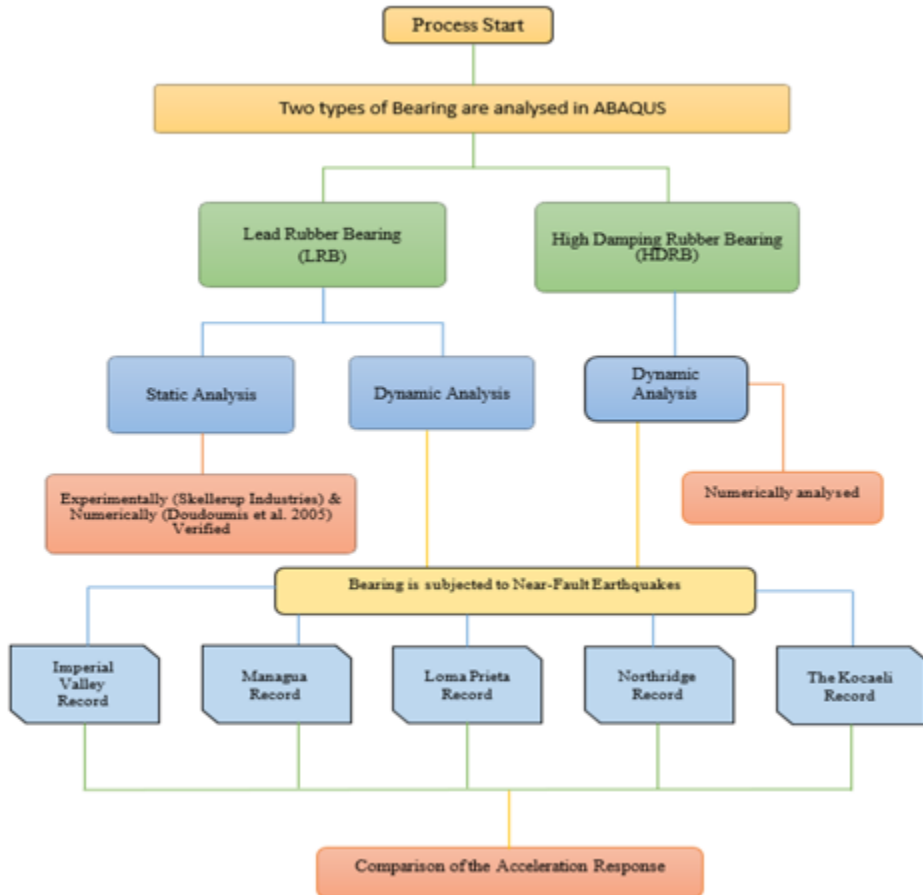 Process Start
Two types of Bearing are analysed in ABAQUS
Lead Rubber Bearing
(LRB)
High Damping Rubber Bearing
(HDRB)
Static Analysis
Dynamic Analysis
Dynamic
Analysis
Experimentally (Skellerup Industries) &
Numerically (Doudoumis et al. 2005)
Verified
Numerically analysed
Bearing is subjected to Near-Fault Earthquakes
Imperial
Valley
Record
Managua
Record
Loma Prieta
Record
Northridge
Record
The Kocaeli
Record
Comparison of the Acceleration Response